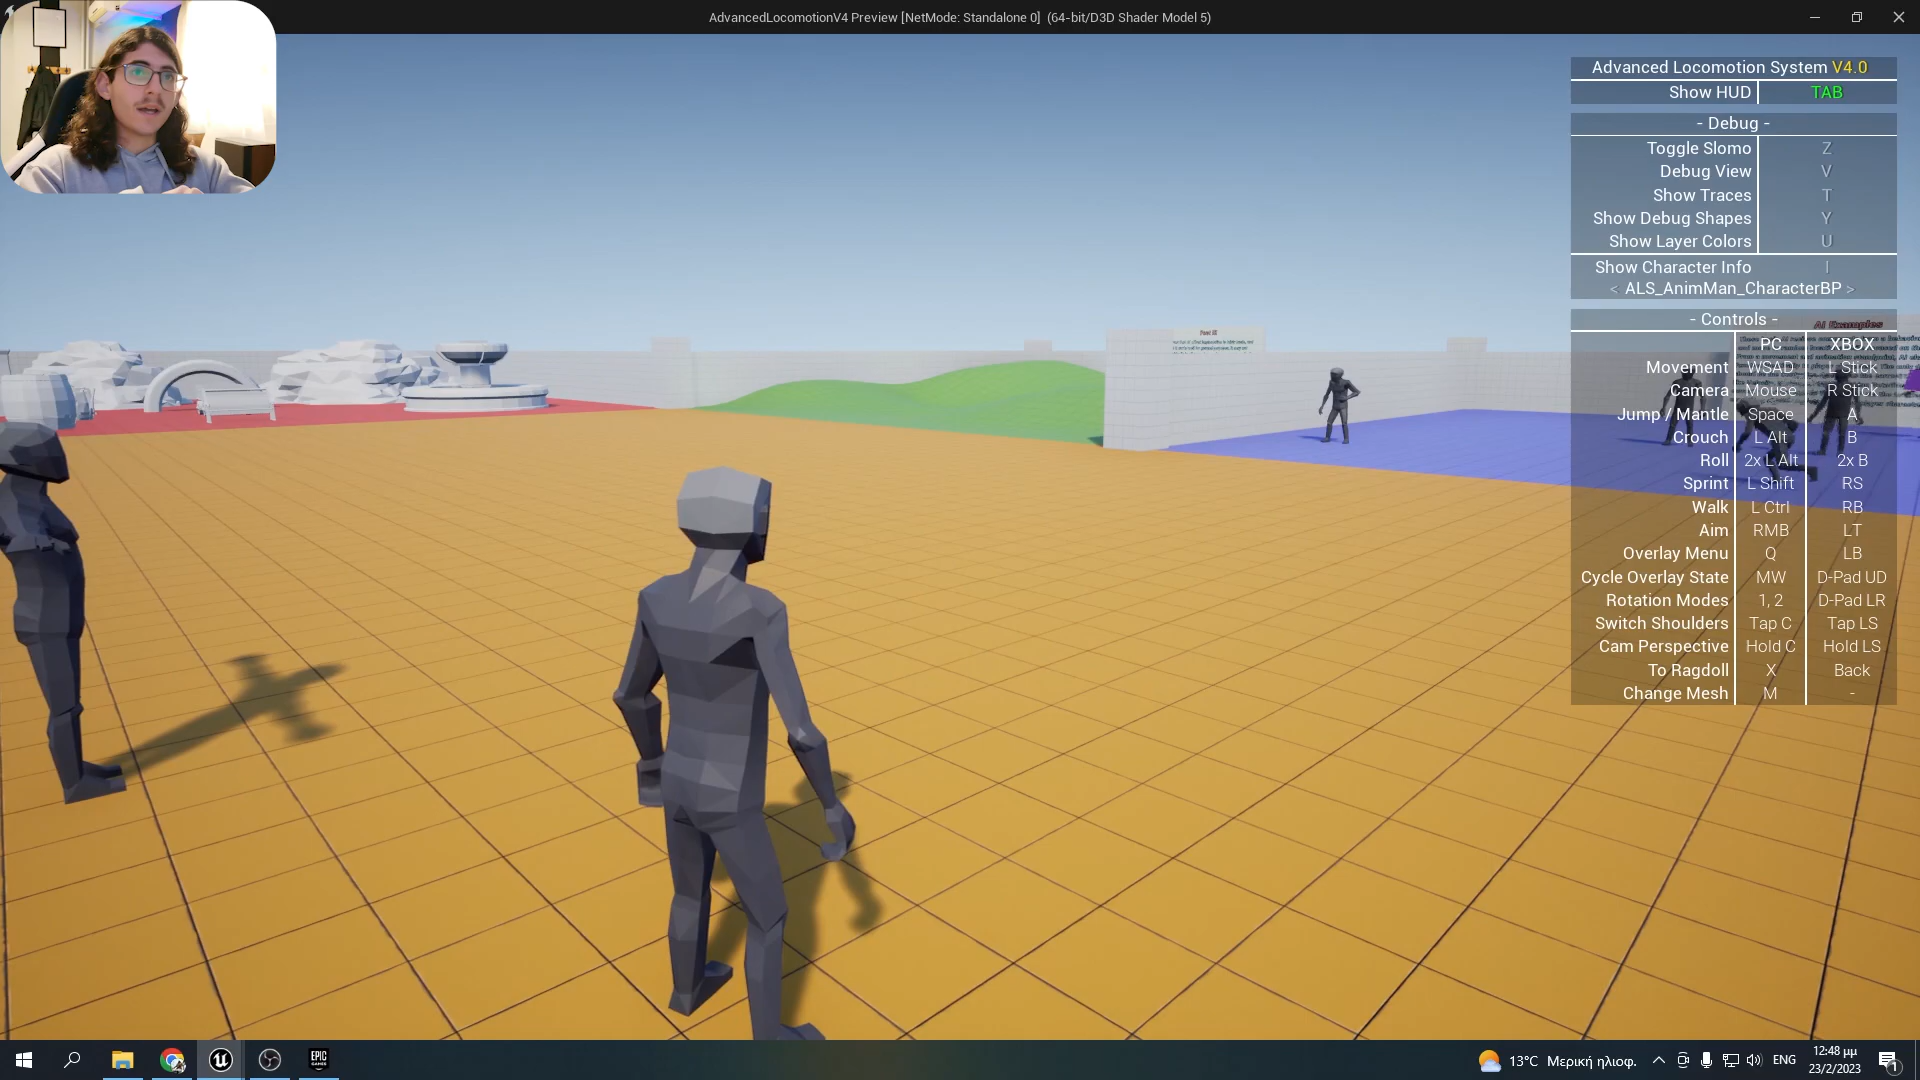 AdvancedLocomotionV4 Preview [NetMode: Standalone 0] (64-bit/D3D Shader Model 5)
Advanced Locomotion System V4.0
Show HUD TAB
- Debug -
Toggle Slomo Z
Debug View V
Show Traces T
Show Debug Shapes Y
Show Layer Colors U
Show Character Info I
< ALS_AnimMan_CharacterBP >
- Controls -
AI Examples
PC XBOX
Movement WSAD L Stick
Camera Mouse R Stick
Jump / Mantle Space A
Crouch L Alt B
Roll 2x L Alt 2x B
Sprint L Shift RS
Walk L Ctrl RB
Aim RMB LT
Overlay Menu Q LB
Cycle Overlay State MW D-Pad UD
Rotation Modes 1, 2 D-Pad LR
Switch Shoulders Tap C Tap LS
Cam Perspective Hold C Hold LS
To Ragdoll X Back
Change Mesh M -
EPIC GAMES
13°C Μερική ηλιοφ.
ENG
12:48 μμ
23/2/2023
1